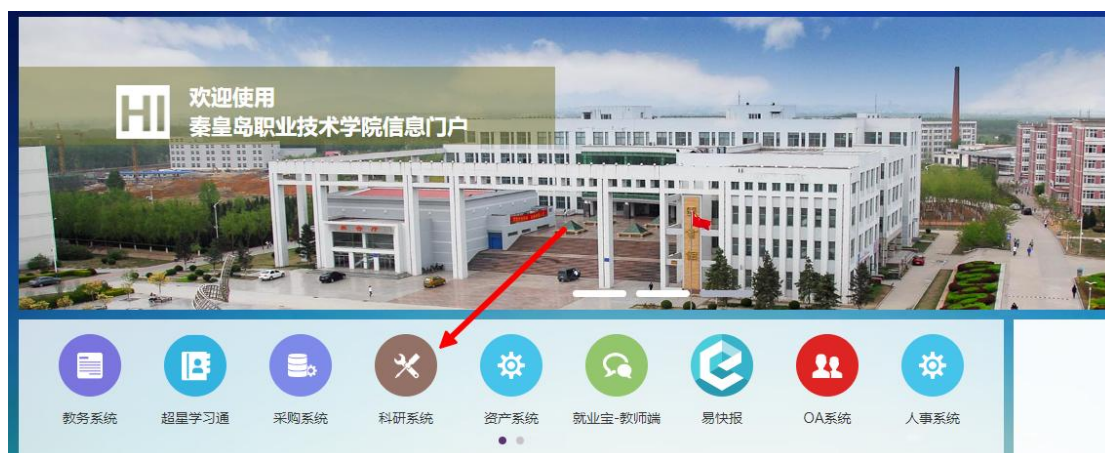 HI
欢迎使用
秦皇岛职业技术学院信息门户
教务系统
超星学习通
采购系统
科研系统
资产系统
就业宝-教师端
易快报
OA系统
人事系统